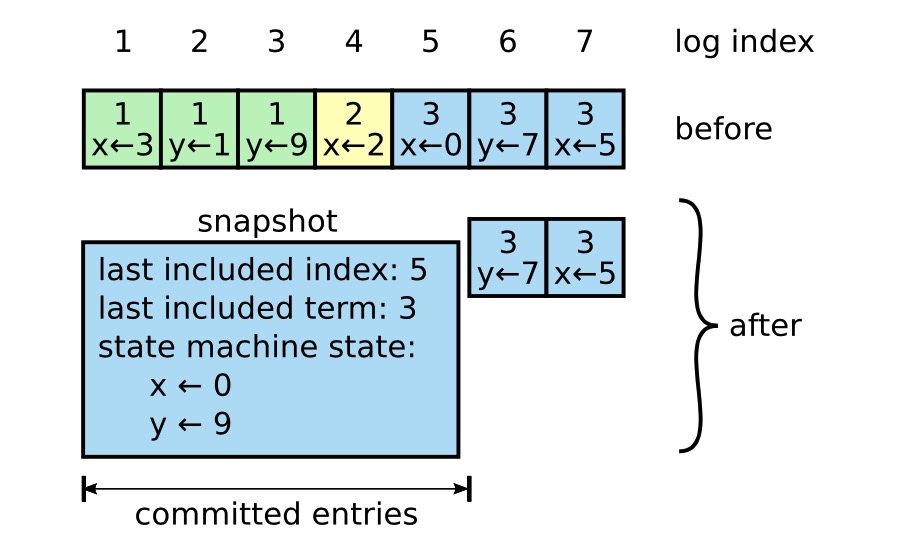 1 2 3 4 5 6 7 log index
1 1 1 2 3 3 3
x←3 y←1 y←9 x←2 x←0 y←7 x←5
before
snapshot
3 3
y←7 x←5
last included index: 5
last included term: 3
state machine state:
x ← 0
y ← 9
after
committed entries